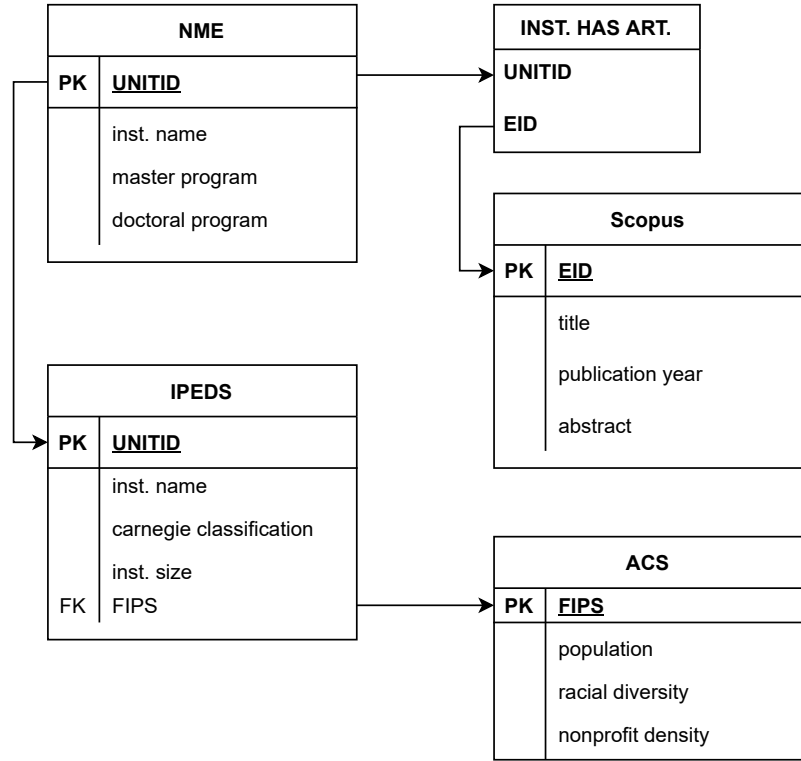 NME
PK UNITID
inst. name
master program
doctoral program
INST. HAS ART.
UNITID
EID
Scopus
PK EID
title
publication year
abstract
IPEDS
PK UNITID
inst. name
carnegie classification
inst. size
FK FIPS
ACS
PK FIPS
population
racial diversity
nonprofit density